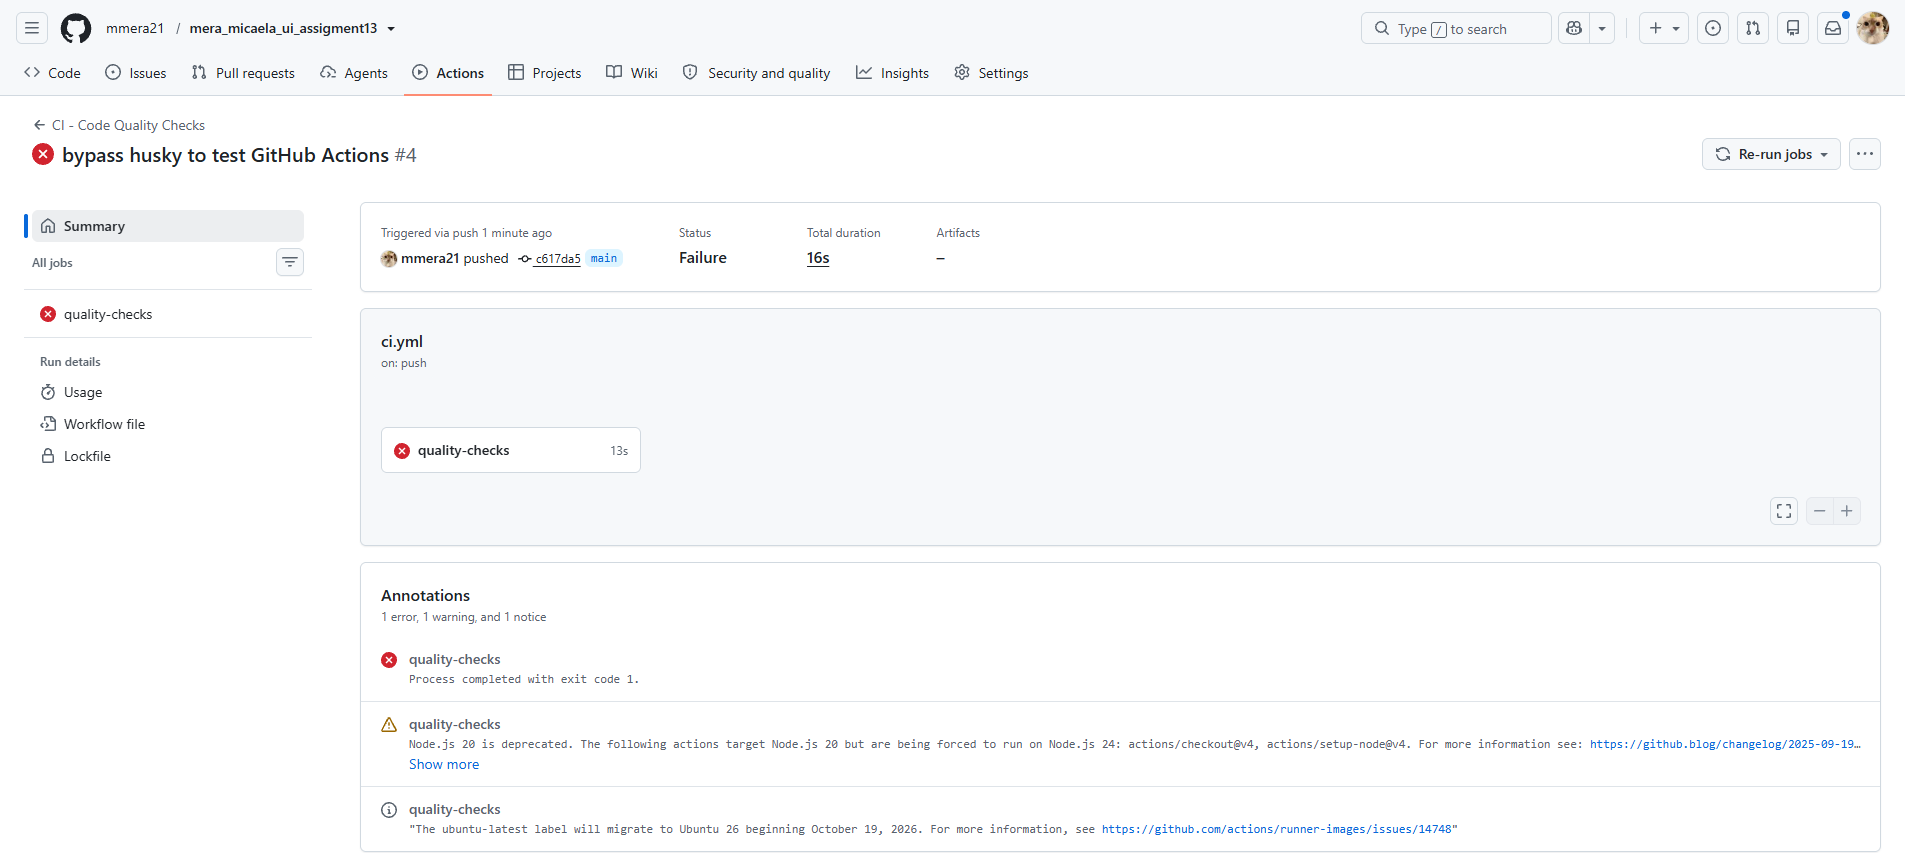 mmera21 / mera_micaela_ui_assigment13
Type / to search
Code Issues Pull requests Agents Actions Projects Wiki Security and quality Insights Settings
CI - Code Quality Checks
bypass husky to test GitHub Actions #4
Re-run jobs
Summary
All jobs
quality-checks
Run details
Usage
Workflow file
Lockfile
Triggered via push 1 minute ago
mmera21 pushed c617da5 main
Status
Failure
Total duration
16s
Artifacts
–
ci.yml
on: push
quality-checks 13s
Annotations
1 error, 1 warning, and 1 notice
quality-checks
Process completed with exit code 1.
quality-checks
Node.js 20 is deprecated. The following actions target Node.js 20 but are being forced to run on Node.js 24: actions/checkout@v4, actions/setup-node@v4. For more information see: https://github.blog/changelog/2025-09-19…
Show more
quality-checks
"The ubuntu-latest label will migrate to Ubuntu 26 beginning October 19, 2026. For more information, see https://github.com/actions/runner-images/issues/14748"